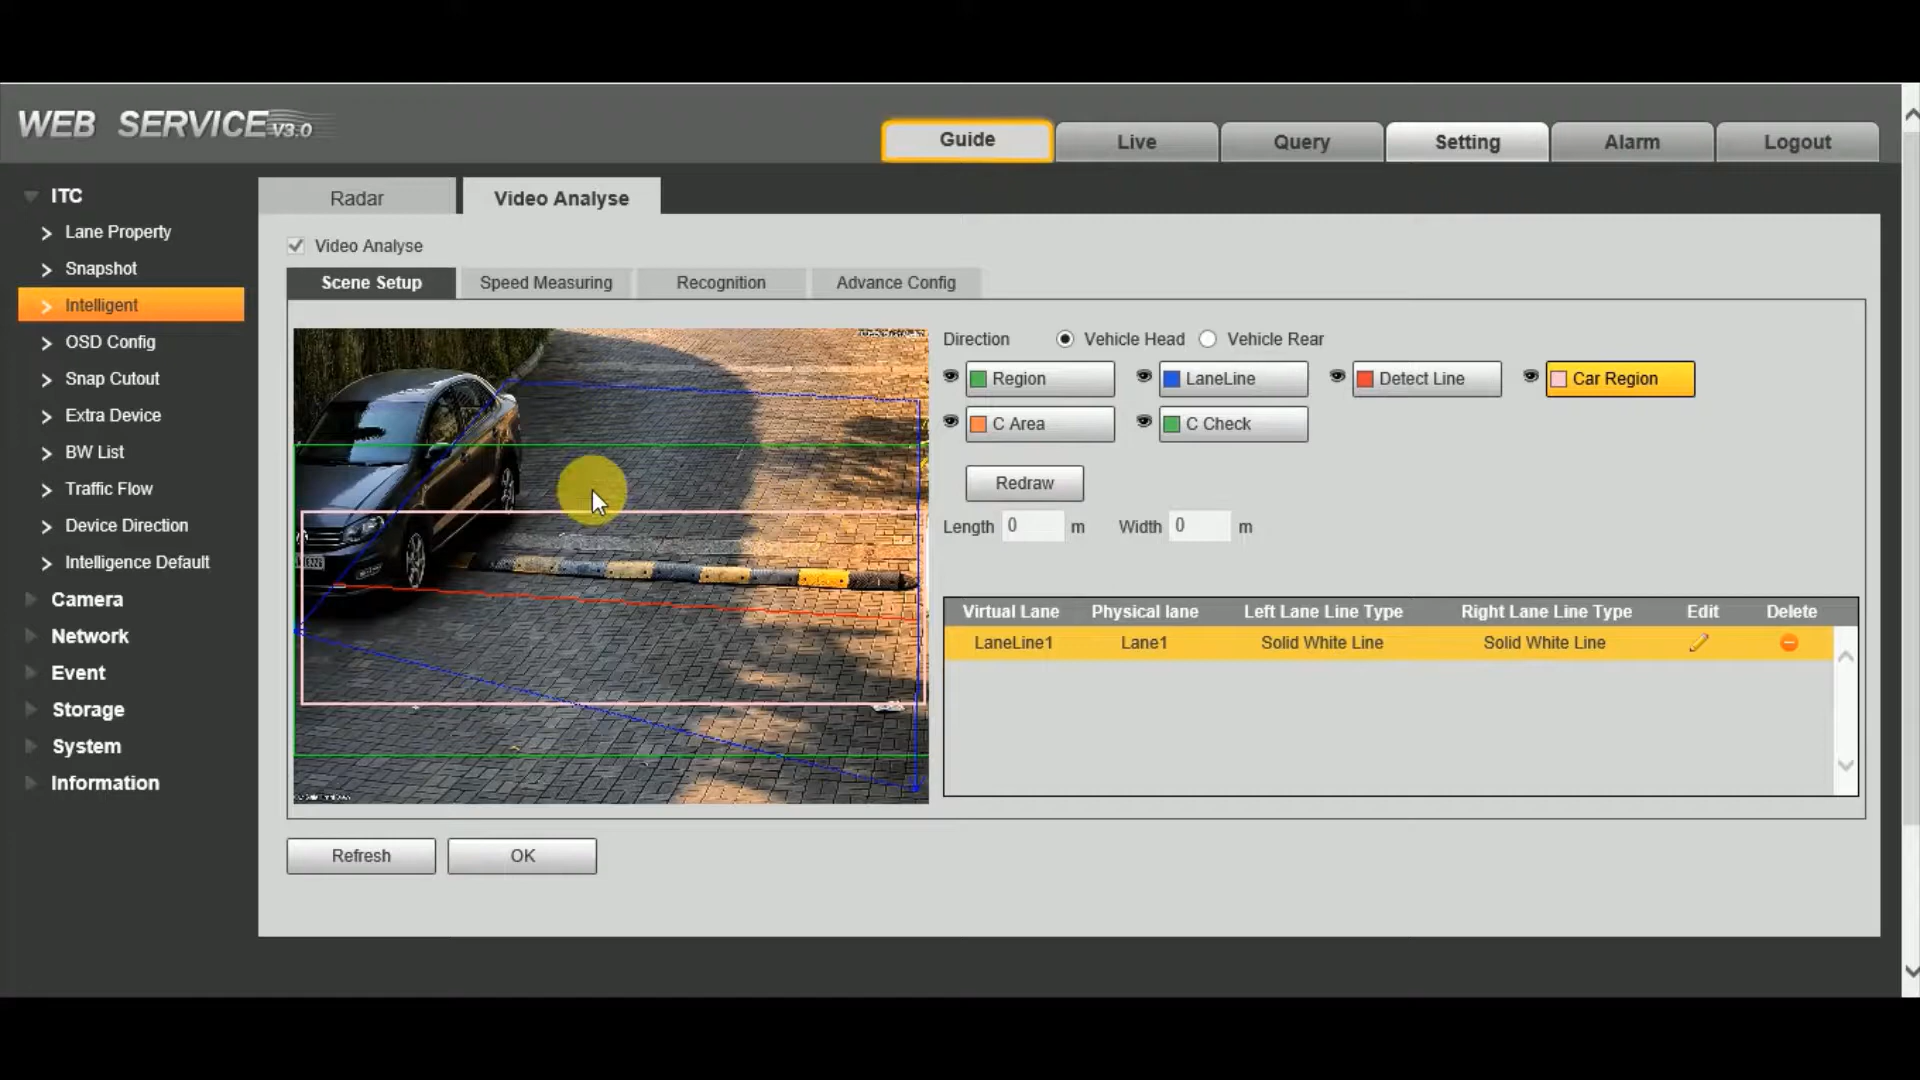 WEB SERVICE V3.0
Guide
Live
Query
Setting
Alarm
Logout
ITC
Lane Property
Snapshot
Intelligent
OSD Config
Snap Cutout
Extra Device
BW List
Traffic Flow
Device Direction
Intelligence Default
Camera
Network
Event
Storage
System
Information
Radar
Video Analyse
Video Analyse
Scene Setup
Speed Measuring
Recognition
Advance Config
Direction Vehicle Head Vehicle Rear
Region
LaneLine
Detect Line
Car Region
C Area
C Check
Redraw
Length 0 m Width 0 m
Virtual Lane Physical lane Left Lane Line Type Right Lane Line Type Edit Delete
LaneLine1 Lane1 Solid White Line Solid White Line
Refresh
OK